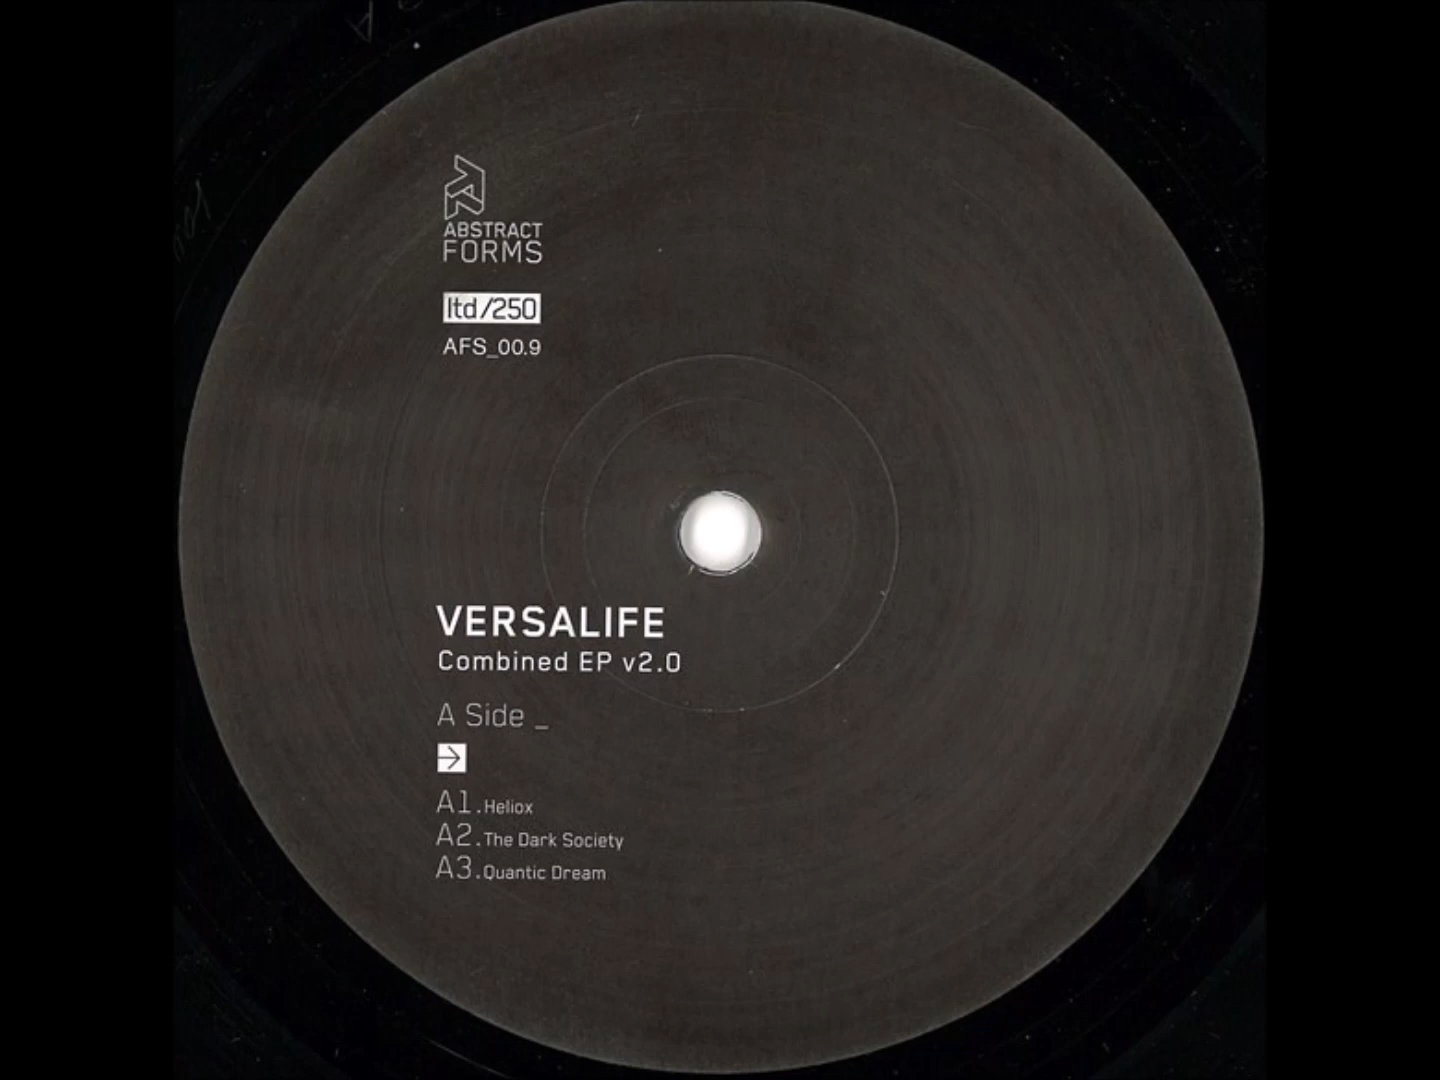 ABSTRACT
FORMS
ltd/250
AFS_00.9
VERSALIFE
Combined EP v2.0
A Side _
A1.Heliox
A2.The Dark Society
A3.Quantic Dream